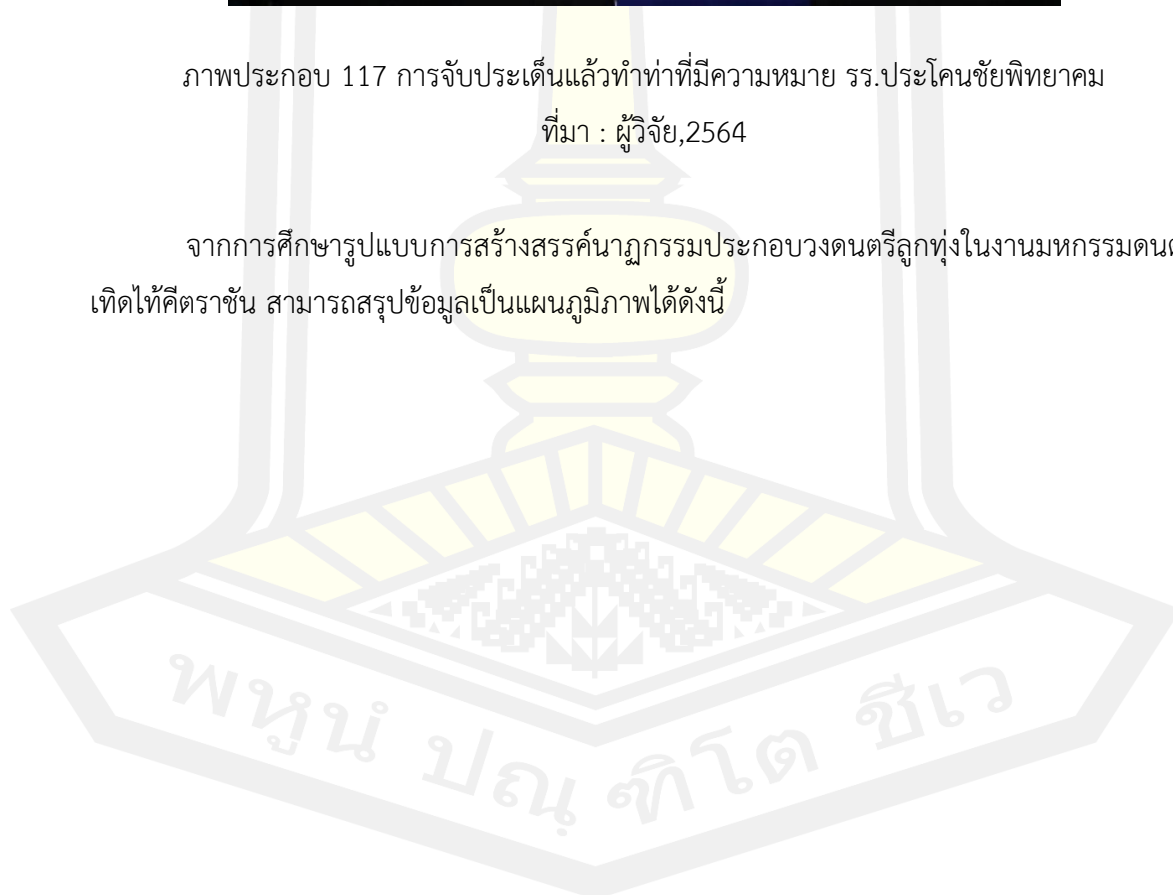 ภาพประกอบ 117 การจับประเด็นแล้วทำท่าที่มีความหมาย รร.ประโคนชัยพิทยาคม
ที่มา : ผู้วิจัย,2564
จากการศึกษารูปแบบการสร้างสรรค์นาฏกรรมประกอบวงดนตรีลูกทุ่งในงานมหกรรม
เทิดไท้คีตราชัน สามารถสรุปข้อมูลเป็นแผนภูมิภาพได้ดังนี้
พหูนํ ปณฺฑิโต ชีเว